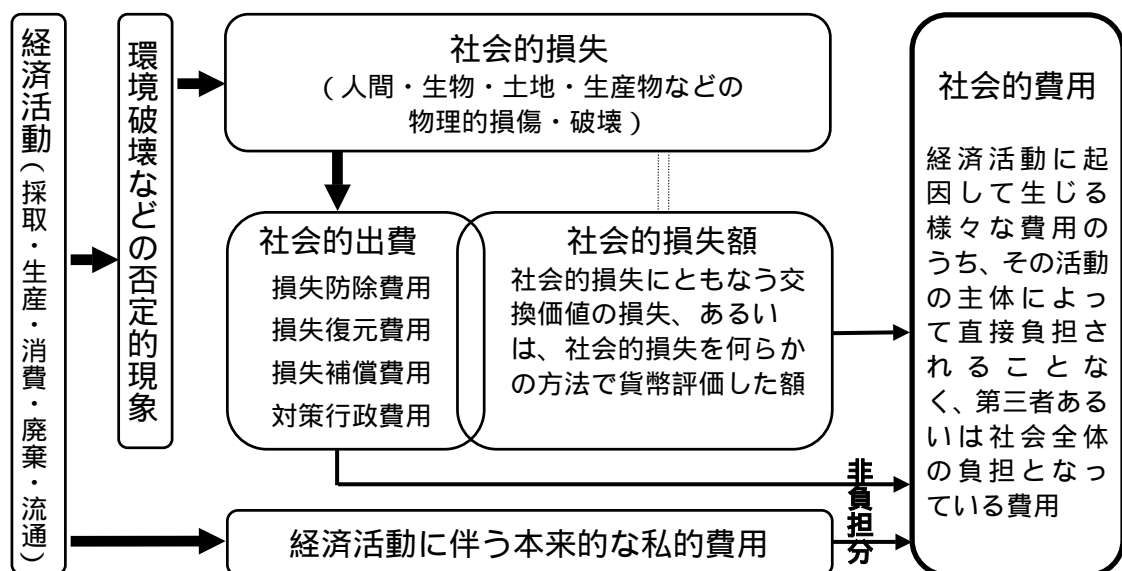 経済活動（採取・生産・消費・廃棄・流通）
環境破壊などの否定的現象
社会的損失
（人間・生物・土地・生産物などの
物理的損傷・破壊）
社会的出費
損失防除費用
損失復元費用
損失補償費用
対策行政費用
社会的損失額
社会的損失にともなう交
換価値の損失、あるい
は、社会的損失を何らか
の方法で貨幣評価した額
経済活動に伴う本来的な私的費用
非負担分
社会的費用
経済活動に起
因して生じる
様々な費用の
うち、その活動
の主体によっ
て直接負担さ
れることな
く、第三者ある
いは社会全体
の負担となっ
ている費用